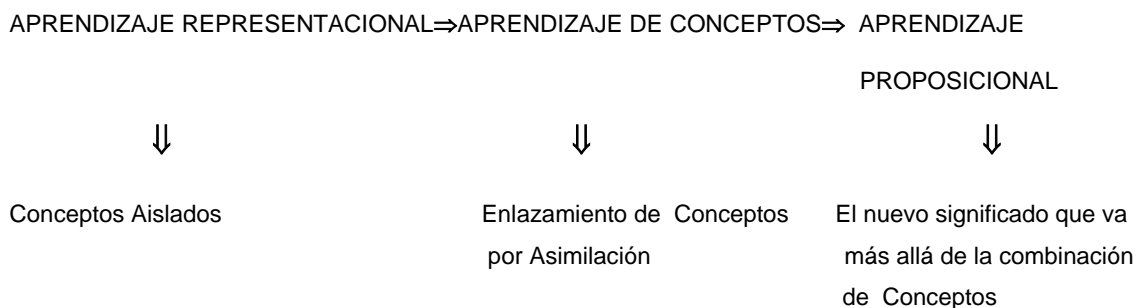 APRENDIZAJE REPRESENTACIONAL⇒APRENDIZAJE DE CONCEPTOS⇒ APRENDIZAJE
PROPOSICIONAL
⇓ ⇓ ⇓
Conceptos Aislados Enlazamiento de Conceptos El nuevo significado que va
por Asimilación más allá de la combinación
de Conceptos